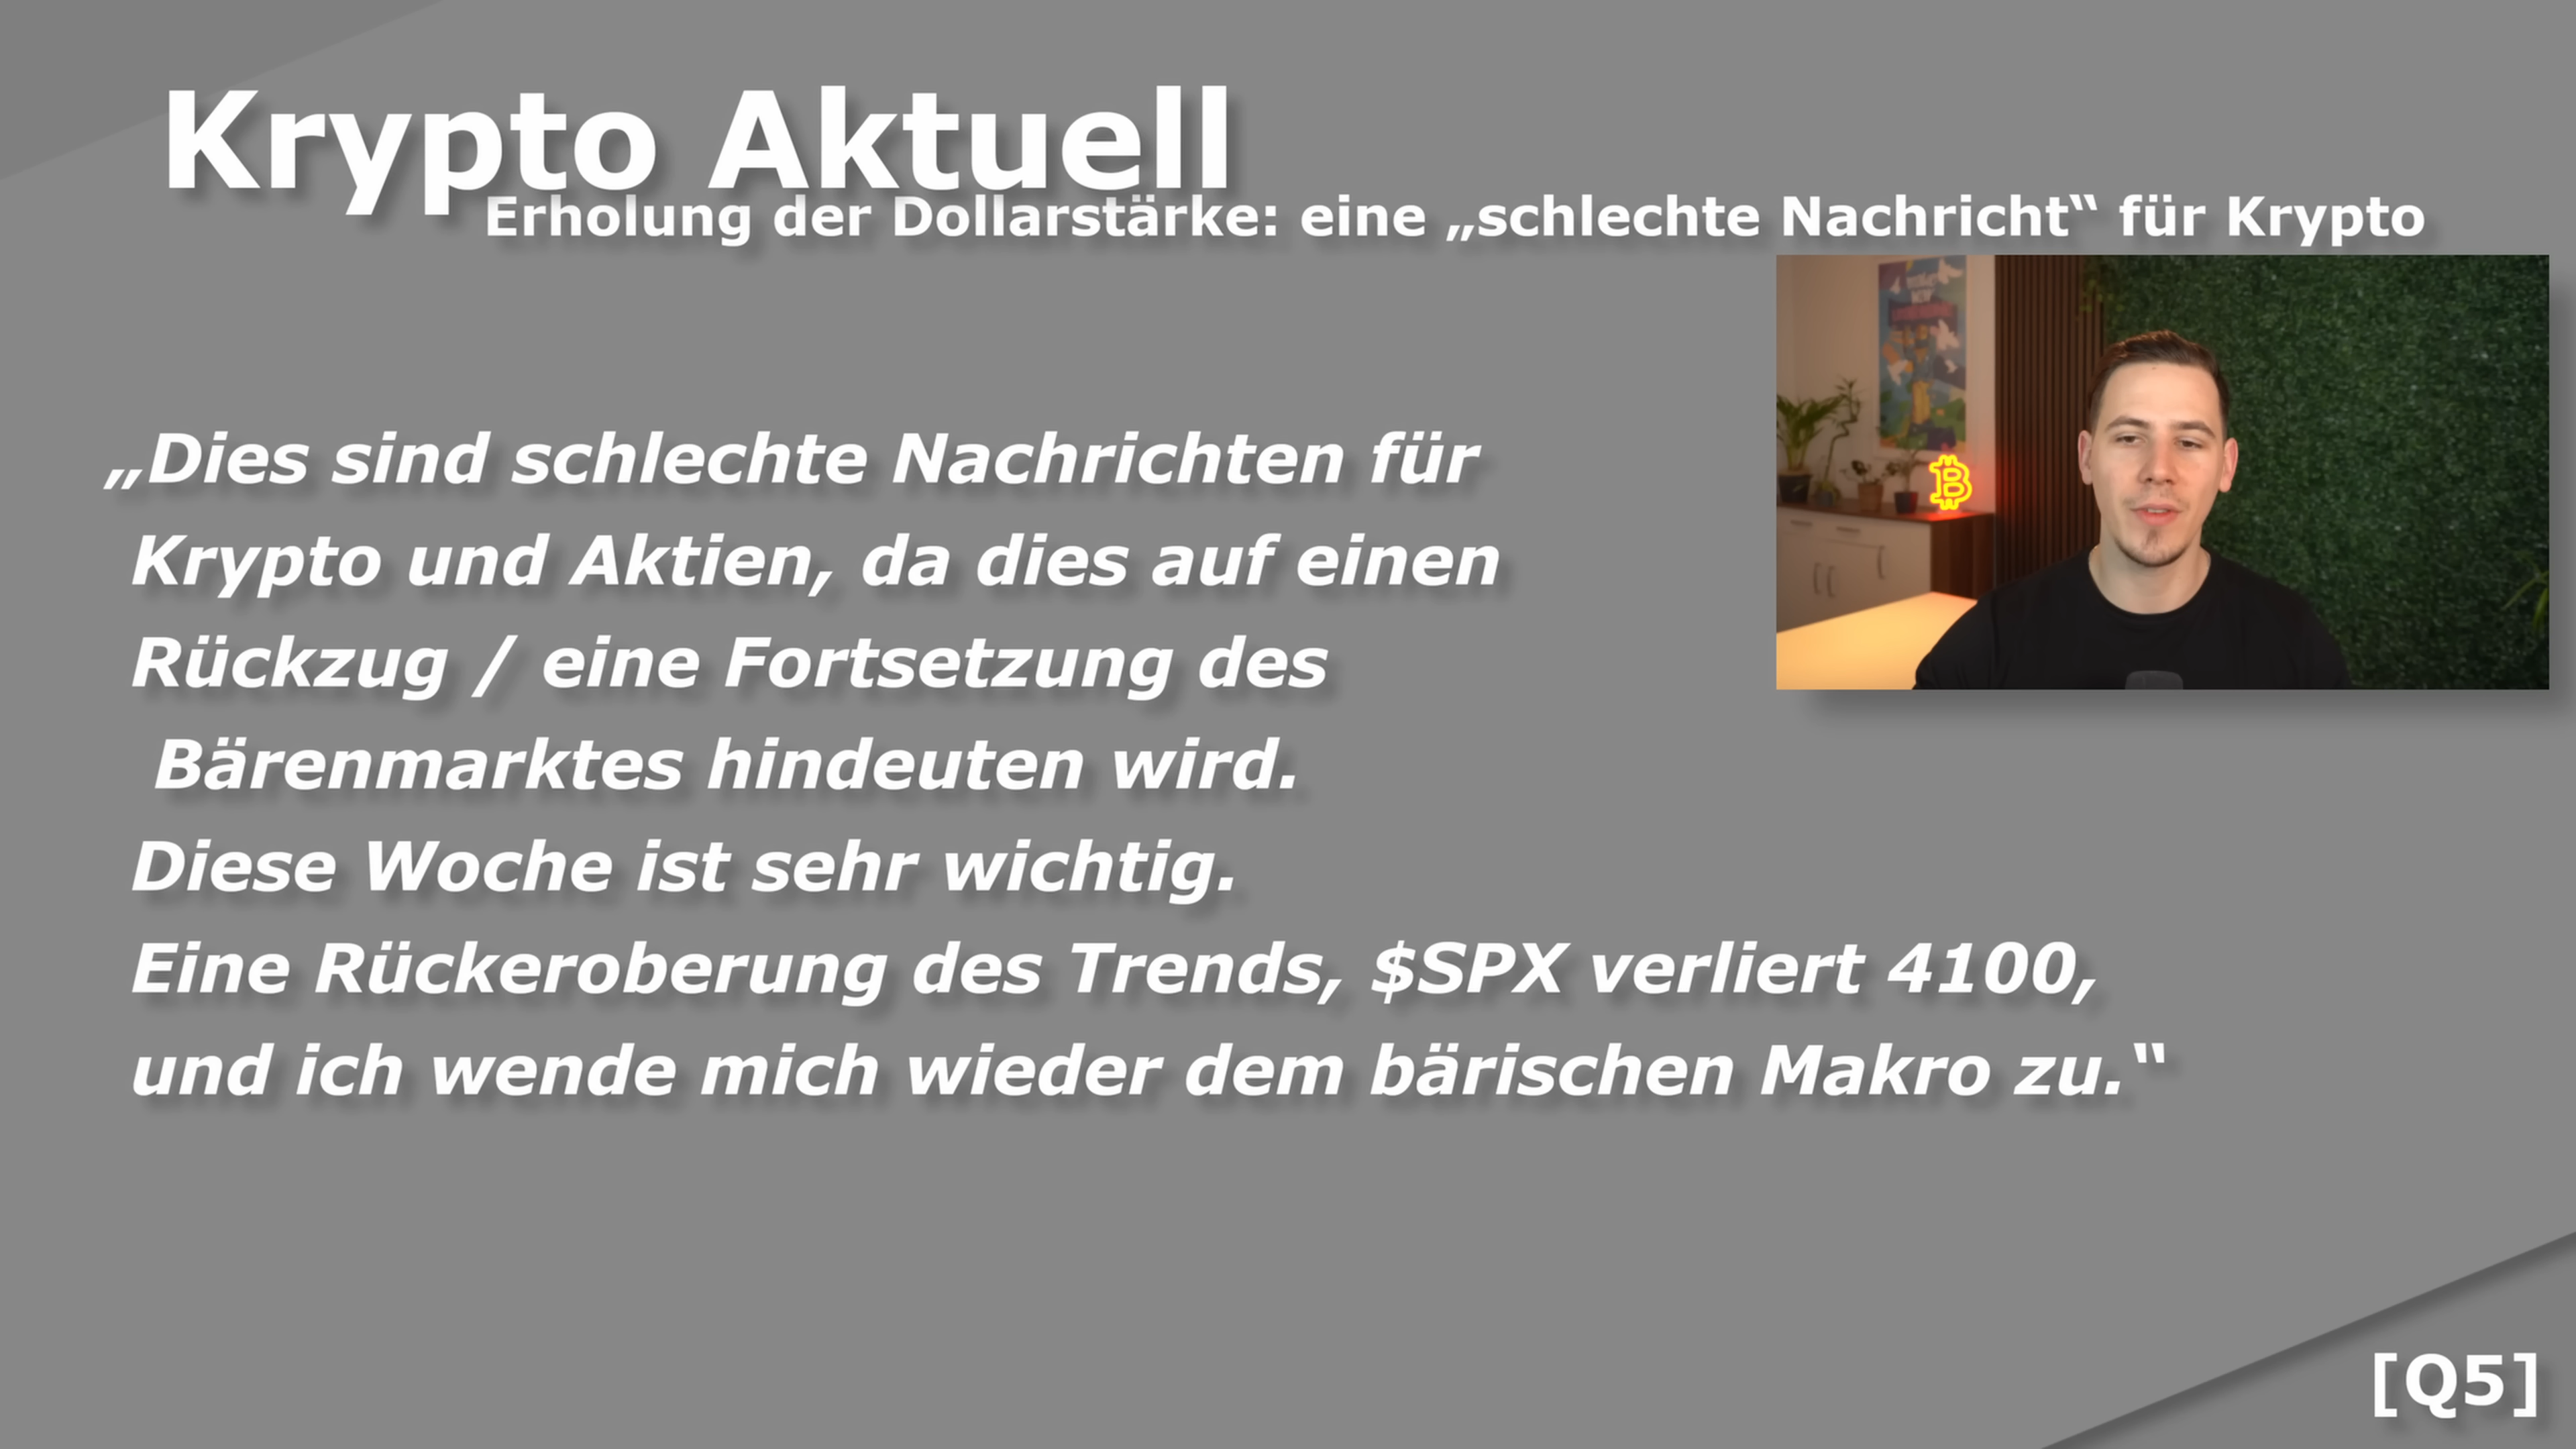 Krypto Aktuell
Erholung der Dollarstärke: eine „schlechte Nachricht“ für Krypto
„Dies sind schlechte Nachrichten für
Krypto und Aktien, da dies auf einen
Rückzug / eine Fortsetzung des
Bärenmarktes hindeuten wird.
Diese Woche ist sehr wichtig.
Eine Rückeroberung des Trends, $SPX verliert 4100,
und ich wende mich wieder dem bärischen Makro zu.“
[Q5]